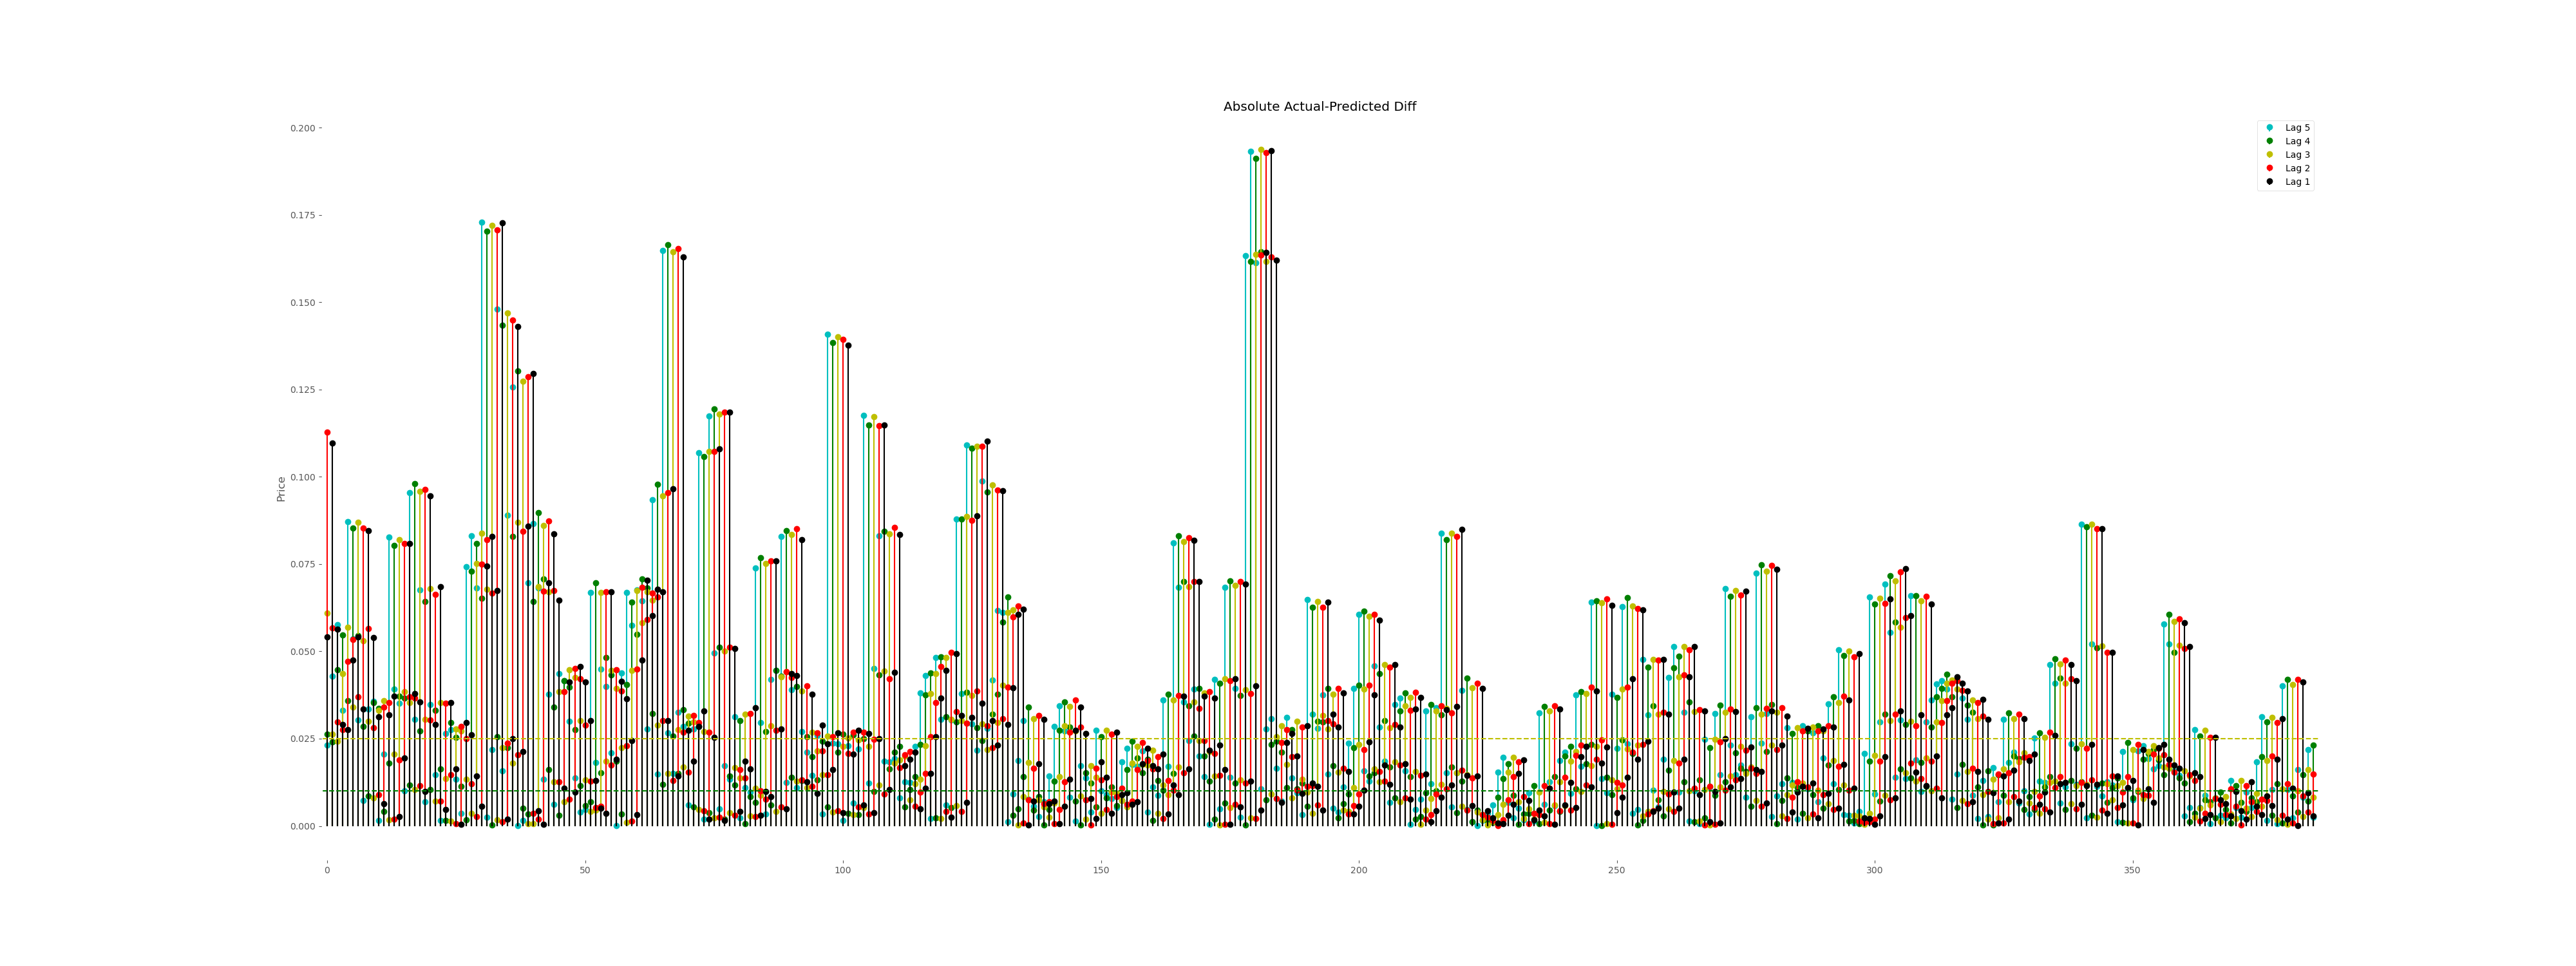 Absolute Actual-Predicted Diff
0.200
0.175
0.150
0.125
0.100
0.075
0.050
0.025
0.000
Price
Lag 5
Lag 4
Lag 3
Lag 2
Lag 1
0 50 100 150 200 250 300 350